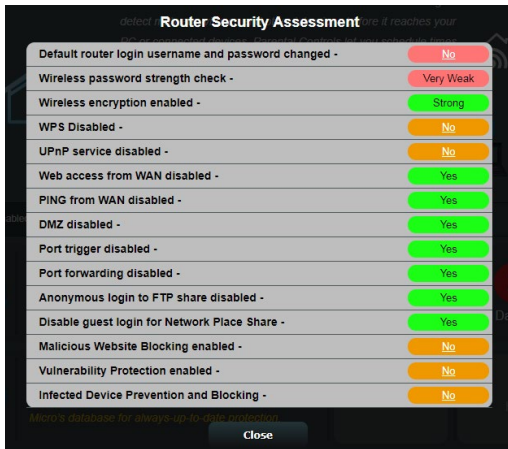 detect
it reaches your
Router Security Assessment
Default router login username and password changed - No
Wireless password strength check - Very Weak
Wireless encryption enabled - Strong
WPS Disabled - No
UPnP service disabled - No
Web access from WAN disabled - Yes
PING from WAN disabled - Yes
DMZ disabled - Yes
Port trigger disabled - Yes
Port forwarding disabled - Yes
Anonymous login to FTP share disabled - Yes
Disable guest login for Network Place Share - Yes
Malicious Website Blocking enabled - No
Vulnerability Protection enabled - No
Infected Device Prevention and Blocking - No
Micro's database for always-up-to-date protection
Close